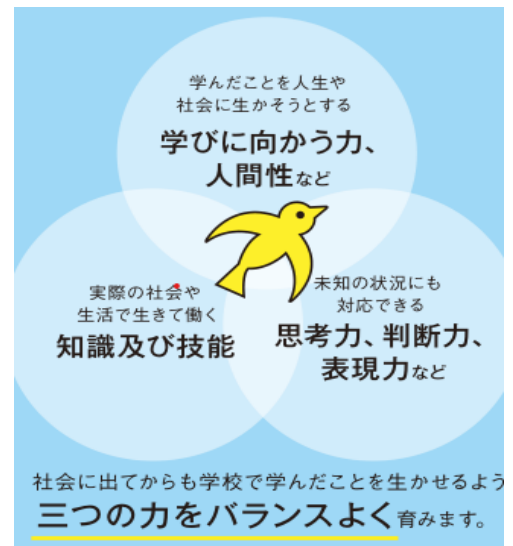 学んだことを人生や
社会に生かそうとする
学びに向かう力、
人間性など
実際の社会や
生活で生きて働く
知識及び技能
未知の状況にも
対応できる
思考力、判断力、
表現力など
社会に出てからも学校で学んだことを生かせるよう
三つの力をバランスよく育みます。